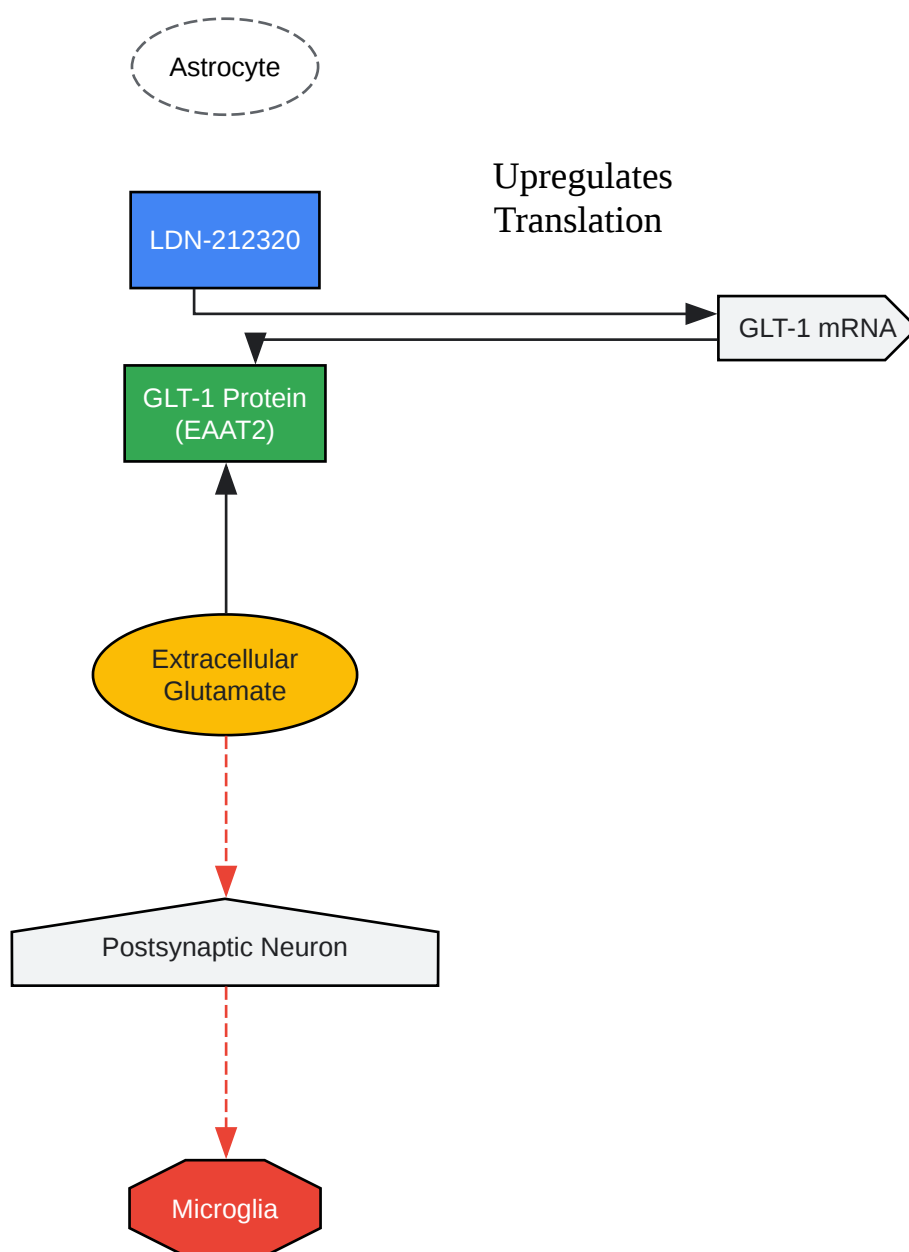 Astrocyte
Upregulates
Translation
LDN-212320
GLT-1 mRNA
GLT-1 Protein
(EAAT2)
Extracellular
Glutamate
Postsynaptic Neuron
Microglia